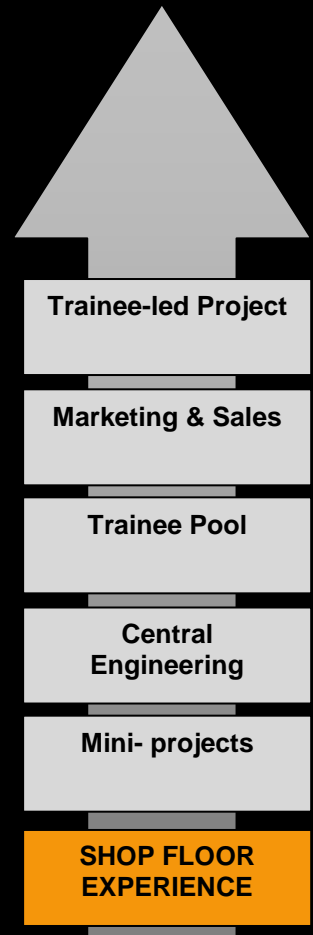 Trainee-led Project
Marketing & Sales
Trainee Pool
Central
Engineering
Mini- projects
SHOP FLOOR
EXPERIENCE